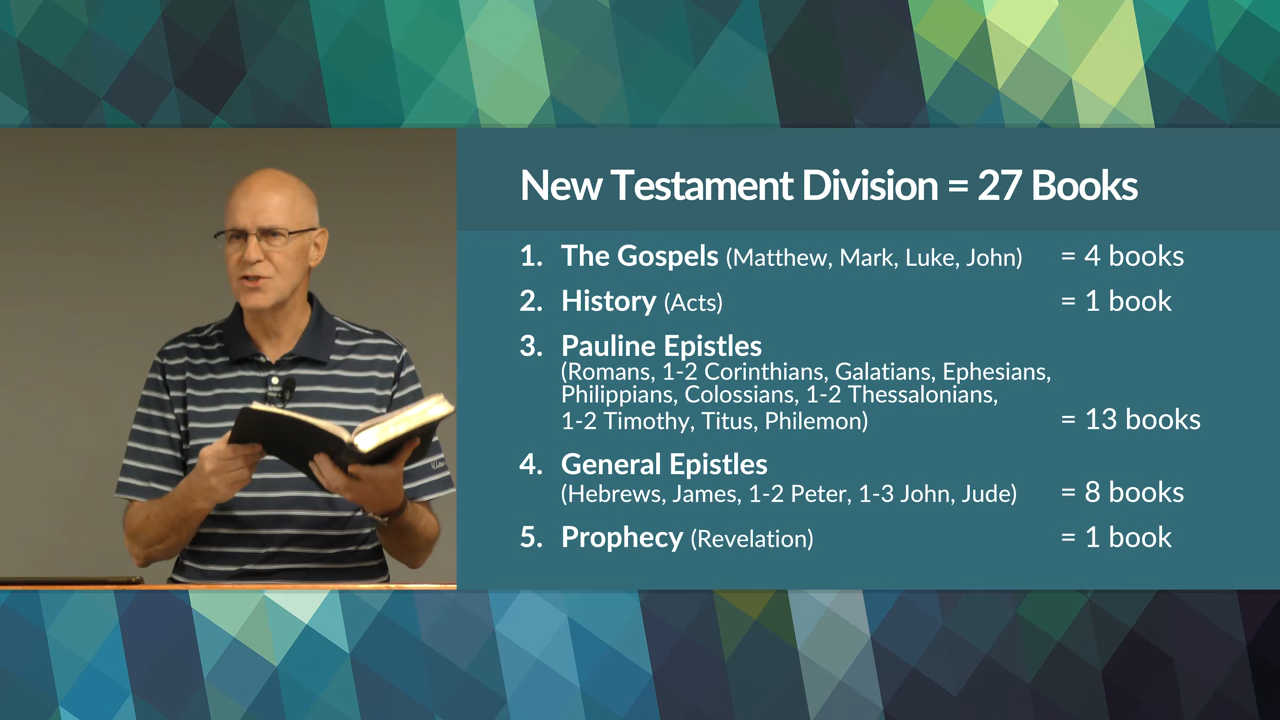 New Testament Division = 27 Books
1. The Gospels (Matthew, Mark, Luke, John) = 4 books
2. History (Acts) = 1 book
3. Pauline Epistles
(Romans, 1-2 Corinthians, Galatians, Ephesians,
Philippians, Colossians, 1-2 Thessalonians,
1-2 Timothy, Titus, Philemon) = 13 books
4. General Epistles
(Hebrews, James, 1-2 Peter, 1-3 John, Jude) = 8 books
5. Prophecy (Revelation) = 1 book